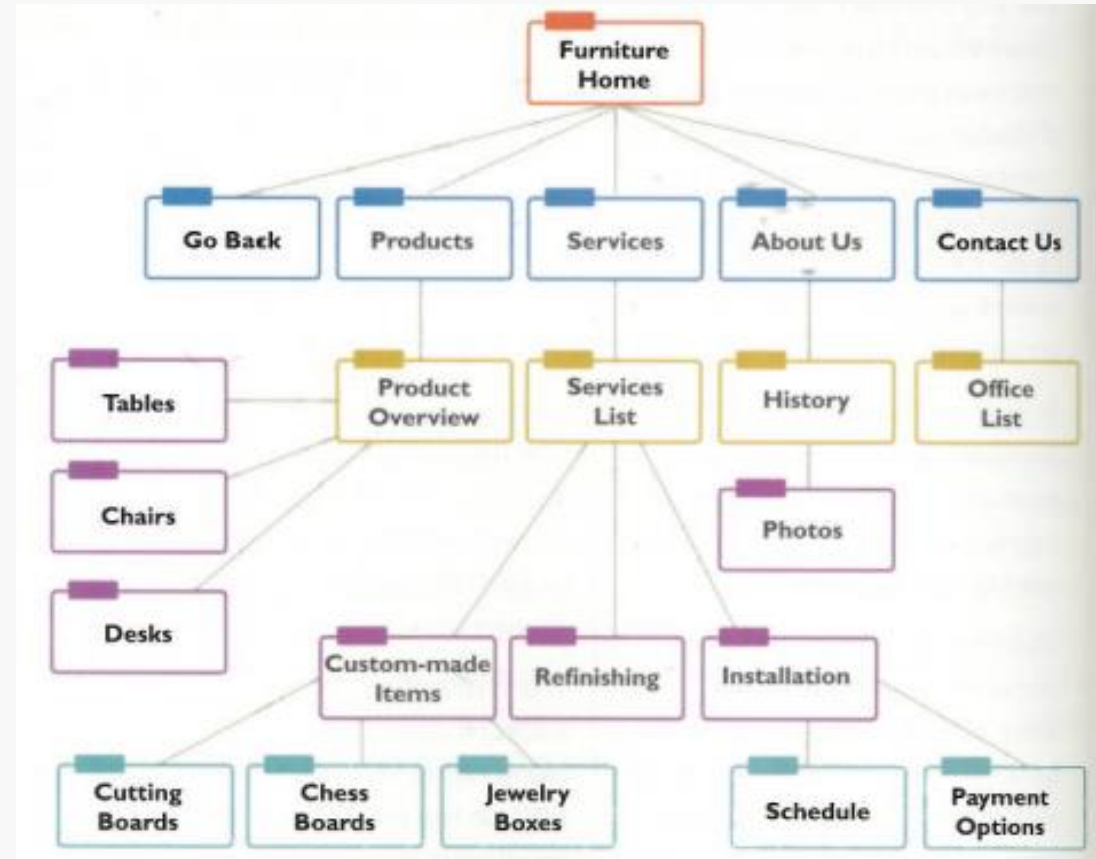 Furniture
Home
Go Back
Products
Services
About Us
Contact Us
Tables
Product
Overview
Services
List
History
Office
List
Chairs
Photos
Desks
Custom-made
Items
Refinishing
Installation
Cutting
Boards
Chess
Boards
Jewelry
Boxes
Schedule
Payment
Options